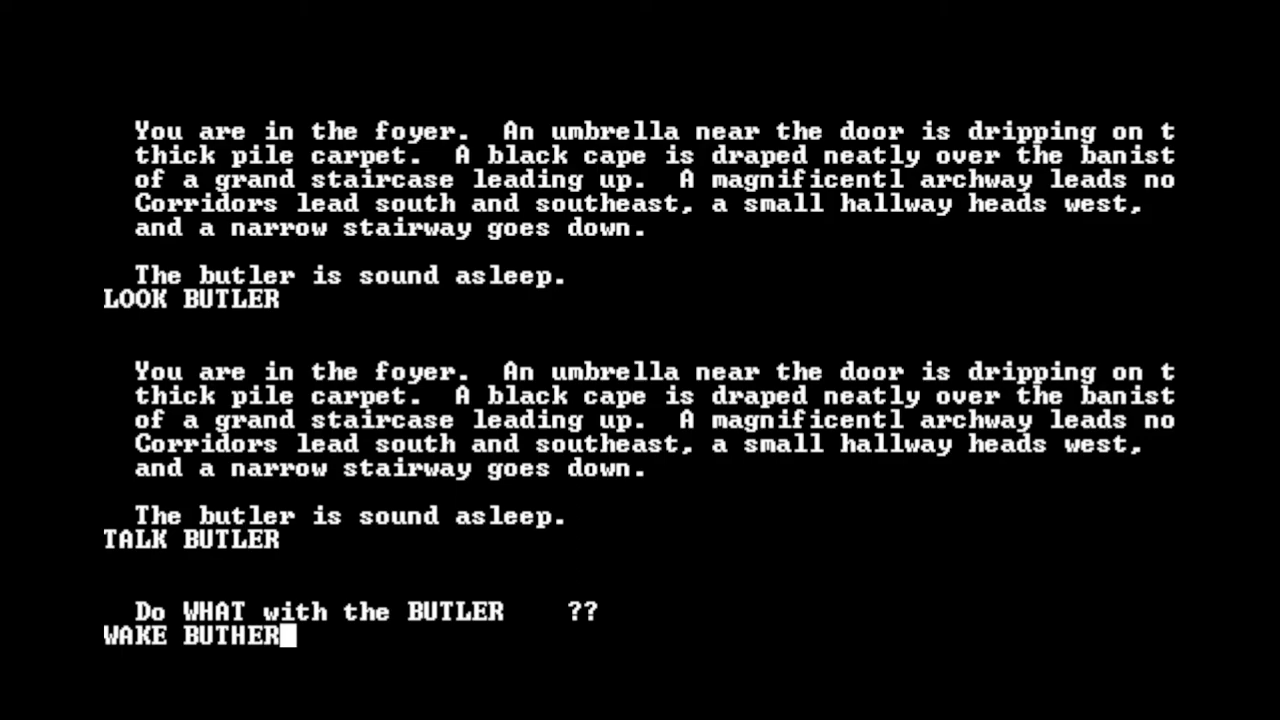 You are in the foyer.  An umbrella near the door is dripping on t
thick pile carpet.  A black cape is draped neatly over the banist
of a grand staircase leading up.  A magnificentl archway leads no
Corridors lead south and southeast, a small hallway heads west,
and a narrow stairway goes down.
The butler is sound asleep.
LOOK BUTLER
You are in the foyer.  An umbrella near the door is dripping on t
thick pile carpet.  A black cape is draped neatly over the banist
of a grand staircase leading up.  A magnificentl archway leads no
Corridors lead south and southeast, a small hallway heads west,
and a narrow stairway goes down.
The butler is sound asleep.
TALK BUTLER
Do WHAT with the BUTLER    ??
WAKE BUTHER